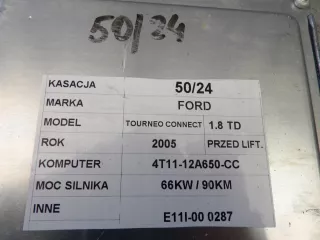 50/24
KASACJA 50/24
MARKA FORD
MODEL TOURNEO CONNECT 1.8 TD
ROK 2005 PRZED LIFT.
KOMPUTER 4T11-12A650-CC
MOC SILNIKA 66KW / 90KM
INNE E11I-00 0287